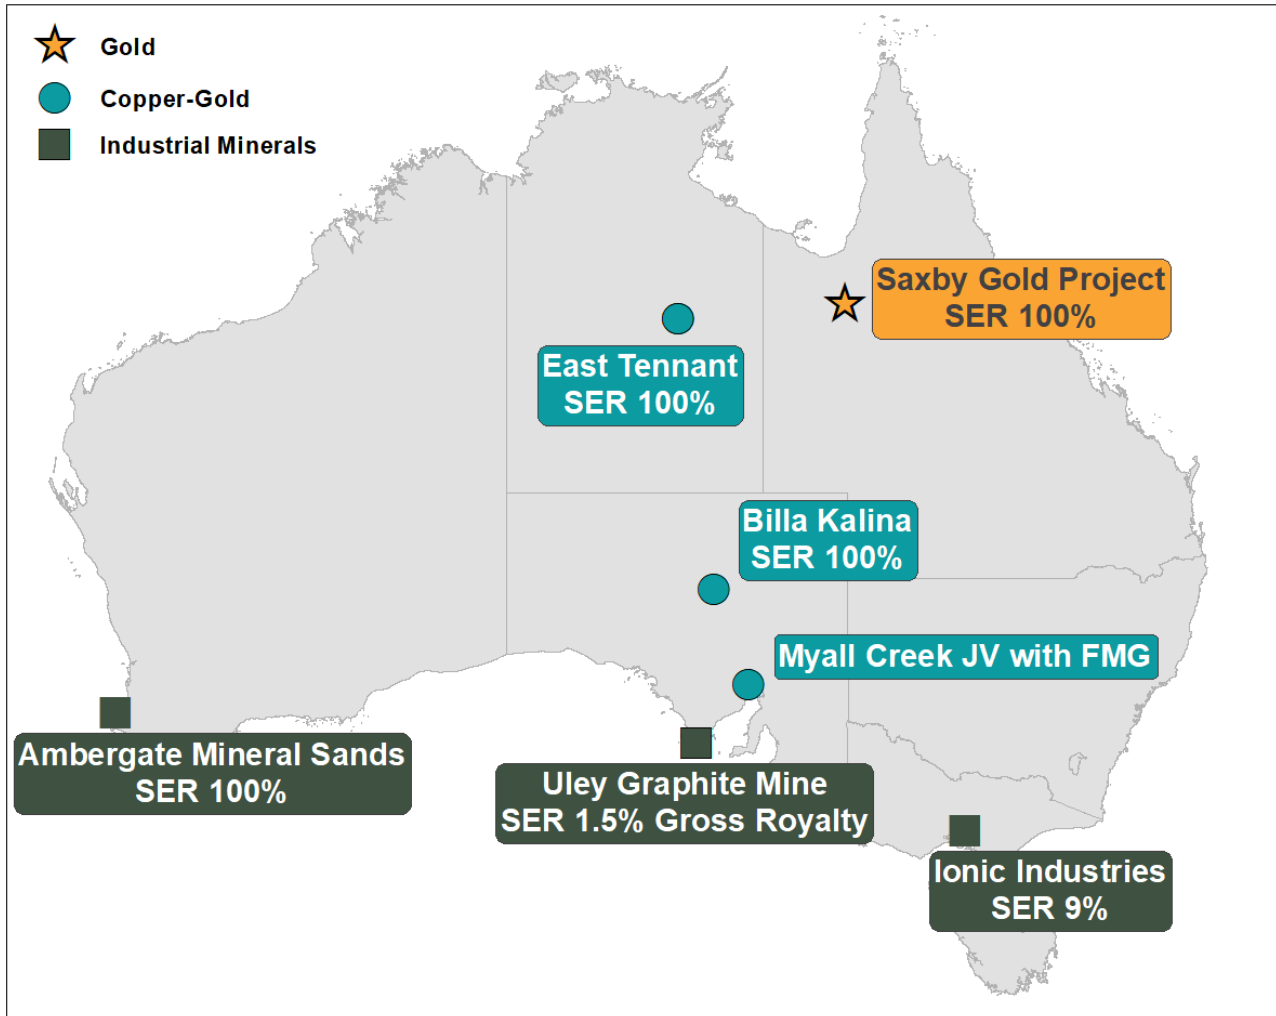 Gold
Copper-Gold
Industrial Minerals
Saxby Gold Project
SER 100%
East Tennant
SER 100%
Billa Kalina
SER 100%
Myall Creek JV with FMG
Ambergate Mineral Sands
SER 100%
Uley Graphite Mine
SER 1.5% Gross Royalty
Ionic Industries
SER 9%